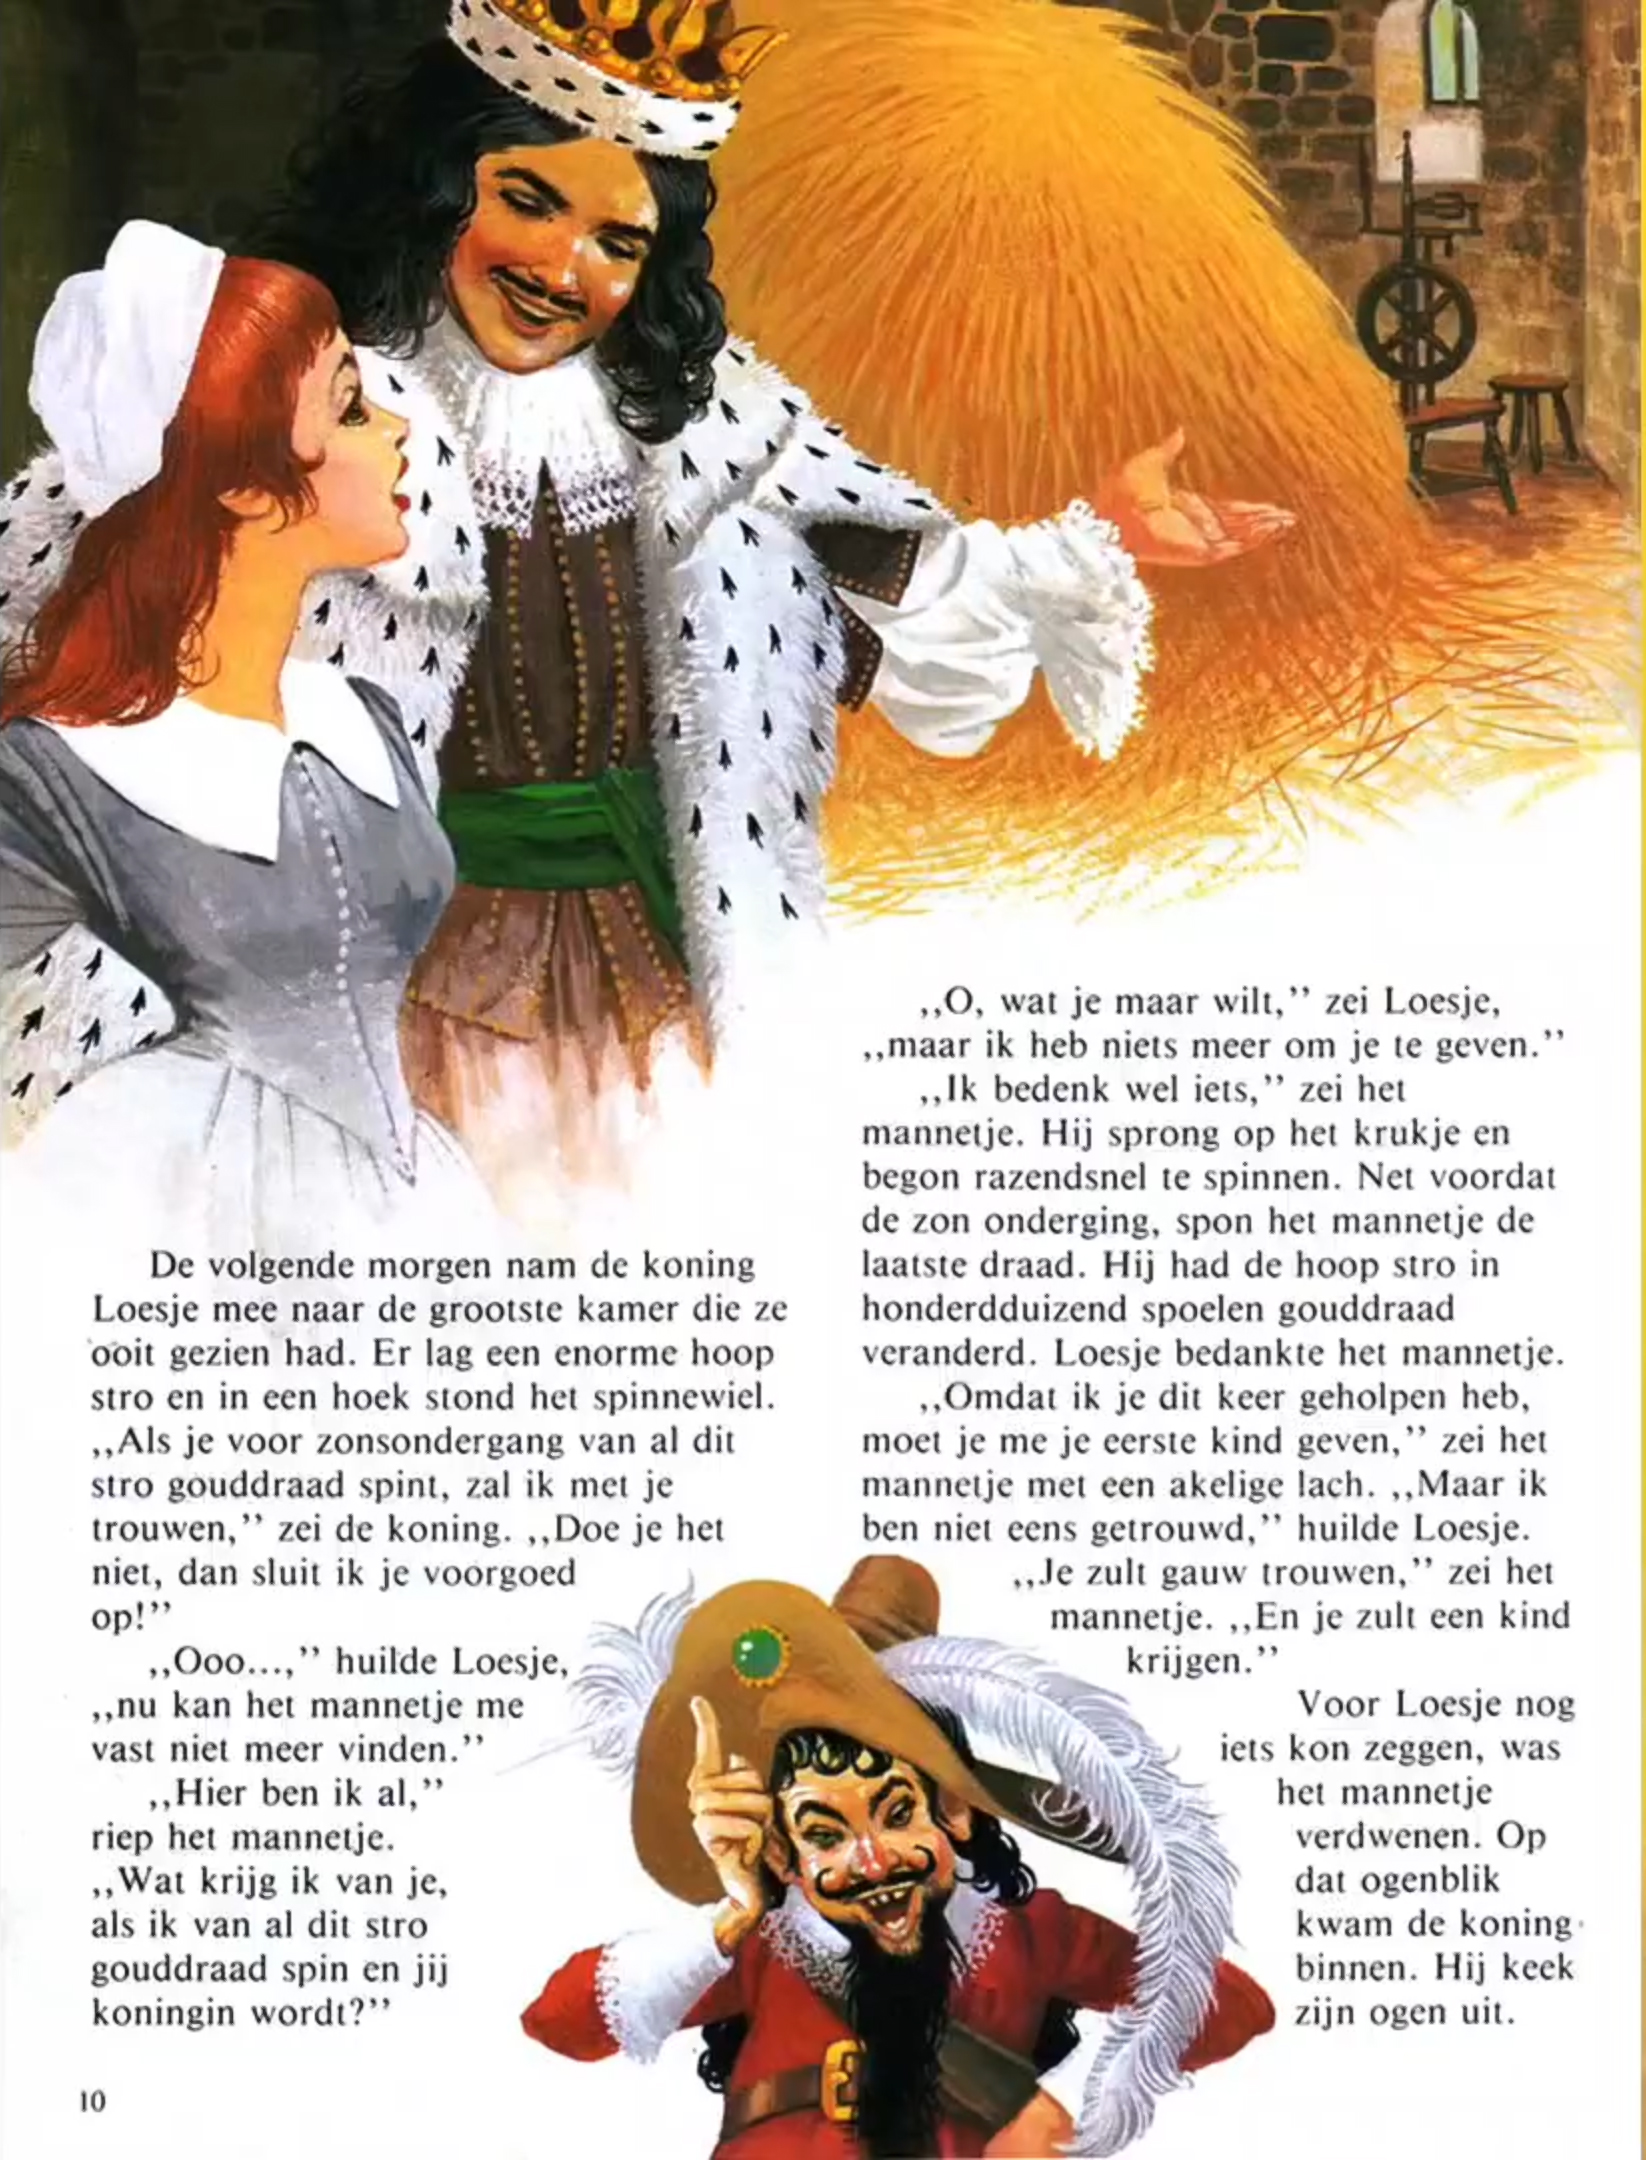 De volgende morgen nam de koning
Loesje mee naar de grootste kamer die ze
ooit gezien had. Er lag een enorme hoop
stro en in een hoek stond het spinnewiel.
,,Als je voor zonsondergang van al dit
stro gouddraad spint, zal ik met je
trouwen,’’ zei de koning. ,,Doe je het
niet, dan sluit ik je voorgoed
op!’’
,,Ooo...,’’ huilde Loesje,
,,nu kan het mannetje me
vast niet meer vinden.’’
,,Hier ben ik al,’’
riep het mannetje.
,,Wat krijg ik van je,
als ik van al dit stro
gouddraad spin en jij
koningin wordt?’’
,,O, wat je maar wilt,’’ zei Loesje,
,,maar ik heb niets meer om je te geven.’’
,,Ik bedenk wel iets,’’ zei het
mannetje. Hij sprong op het krukje en
begon razendsnel te spinnen. Net voordat
de zon onderging, spon het mannetje de
laatste draad. Hij had de hoop stro in
honderdduizend spoelen gouddraad
veranderd. Loesje bedankte het mannetje.
,,Omdat ik je dit keer geholpen heb,
moet je me je eerste kind geven,’’ zei het
mannetje met een akelige lach. ,,Maar ik
ben niet eens getrouwd,’’ huilde Loesje.
,,Je zult gauw trouwen,’’ zei het
mannetje. ,,En je zult een kind
krijgen.’’
Voor Loesje nog
iets kon zeggen, was
het mannetje
verdwenen. Op
dat ogenblik
kwam de koning
binnen. Hij keek
zijn ogen uit.
10